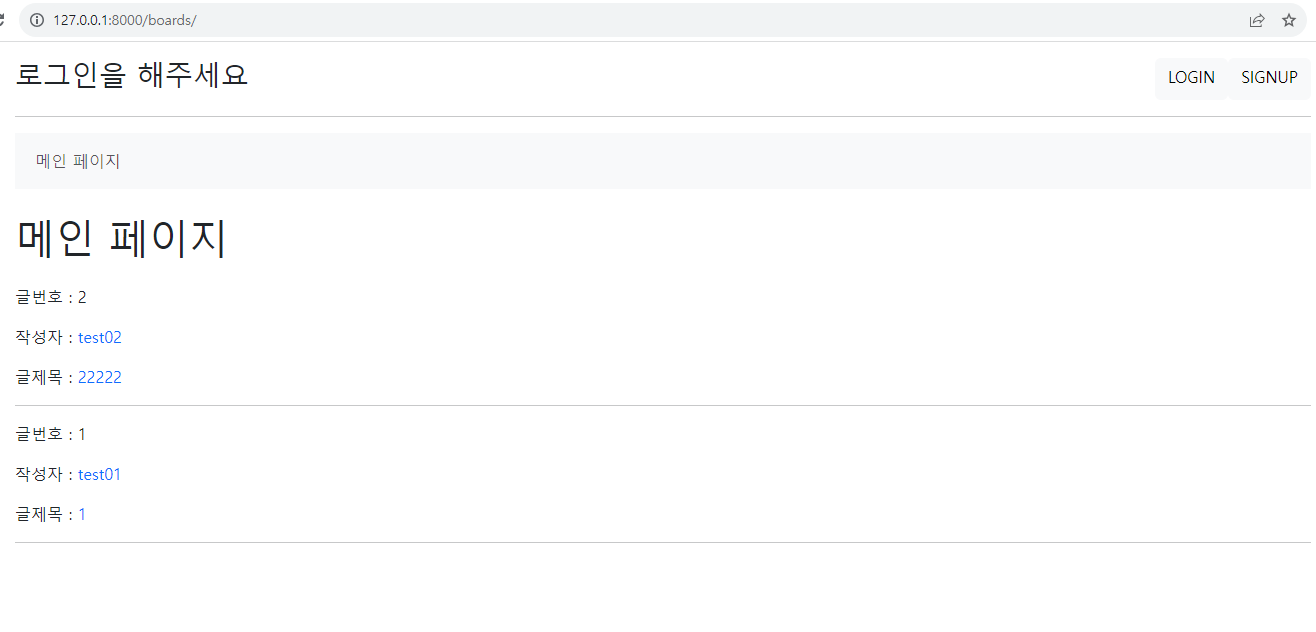 127.0.0.1:8000/boards/
로그인을 해주세요 LOGIN SIGNUP
메인 페이지
메인 페이지
글번호 : 2
작성자 : test02
글제목 : 22222
글번호 : 1
작성자 : test01
글제목 : 1